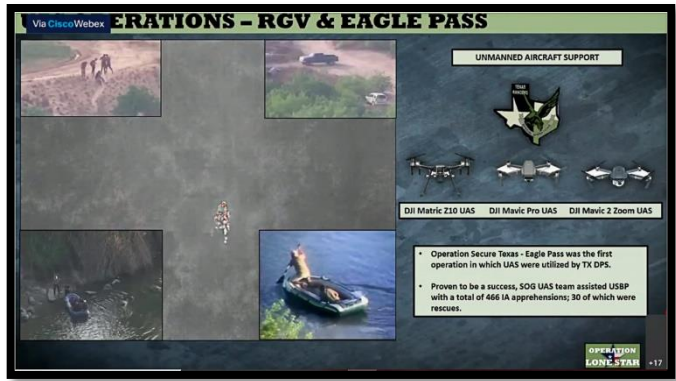 Via CiscoWebex
ERATIONS – RGV & EAGLE PASS
UNMANNED AIRCRAFT SUPPORT
TEXAS
DJI Matric Z10 UAS
DJI Mavic Pro UAS
DJI Mavic 2 Zoom UAS
• Operation Secure Texas - Eagle Pass was the first
operation in which UAS were utilized by TX DPS.
• Proven to be a success, SOG UAS team assisted USBP
with a total of 466 IA apprehensions; 30 of which were
rescues.
OPERATION
LONE STAR
+17